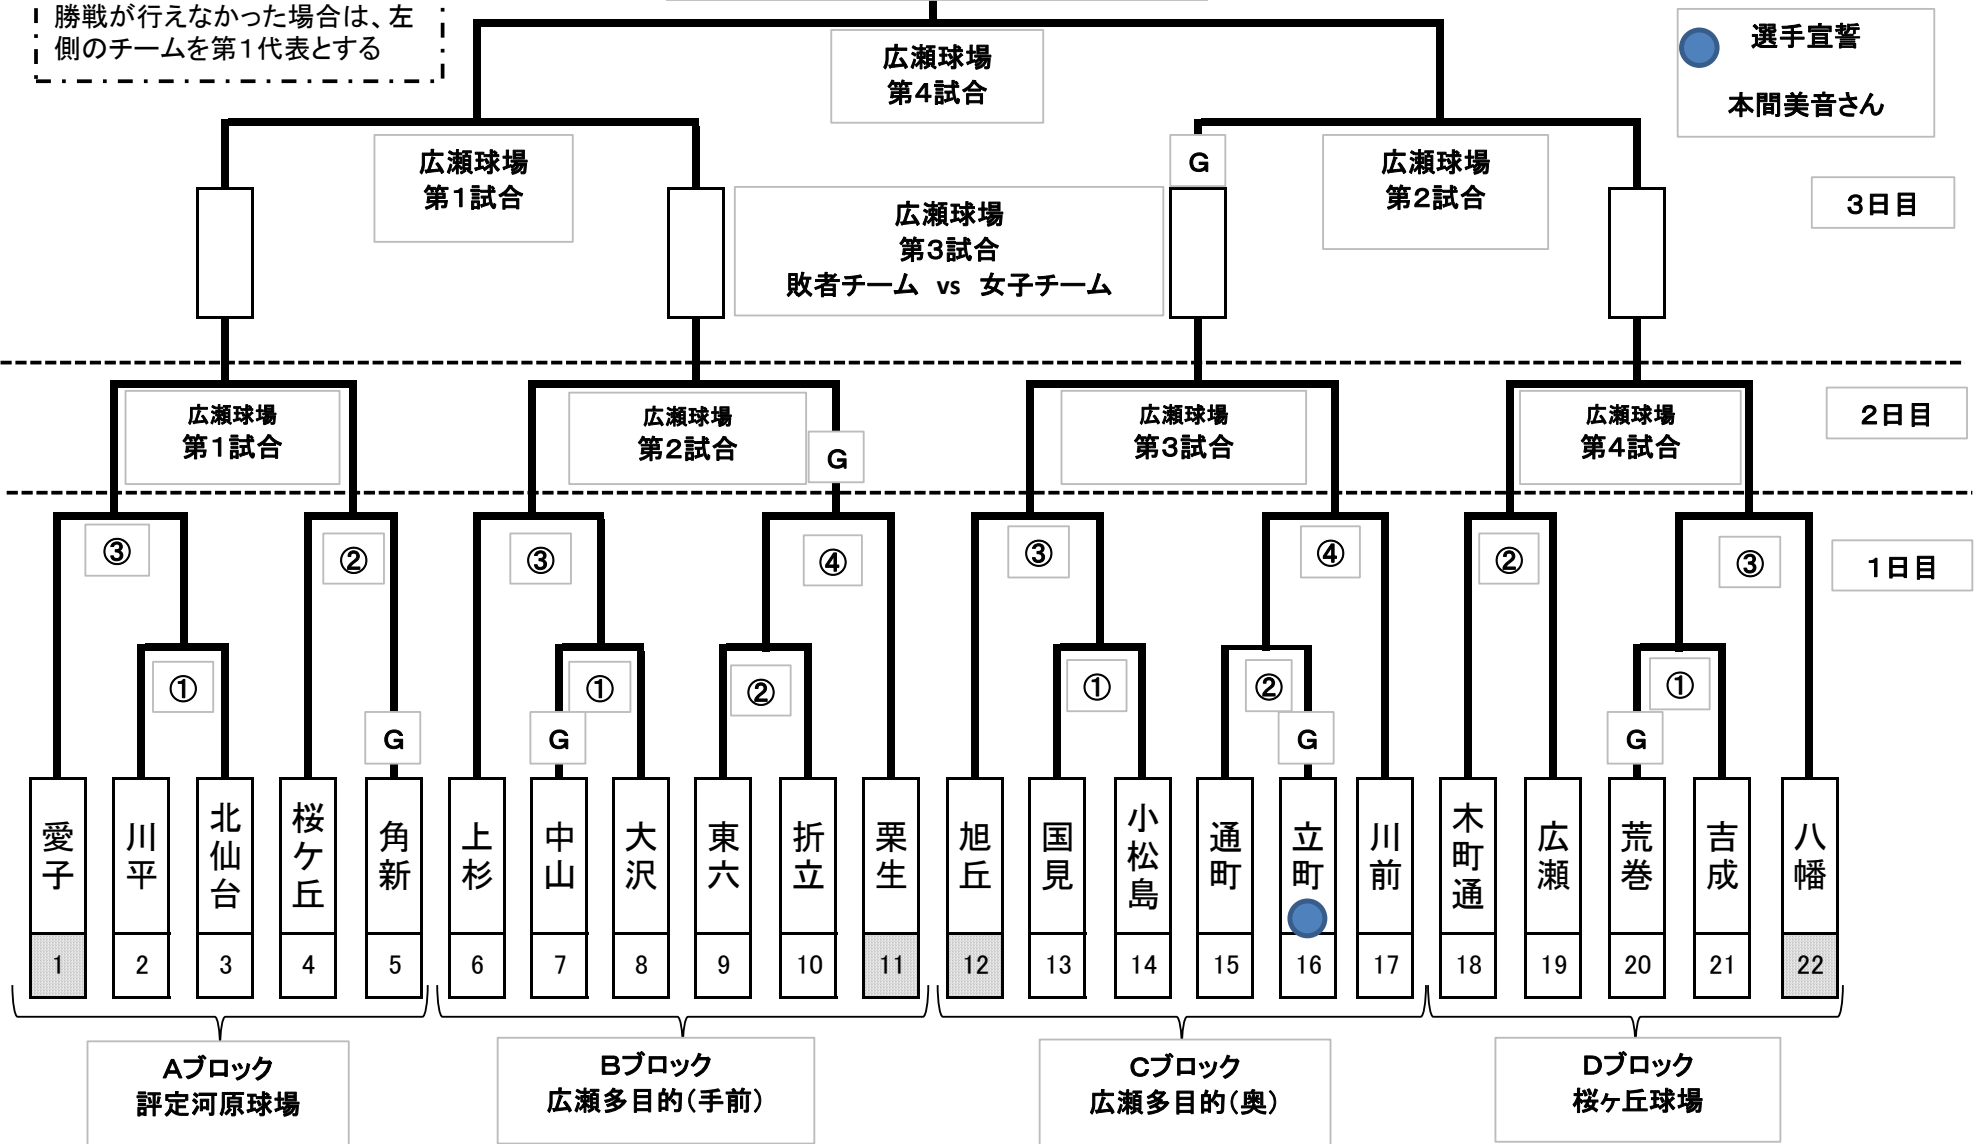 勝戦が行えなかった場合は、左
側のチームを第１代表とする
広瀬球場
第４試合
選手宣誓
本間美音さん
広瀬球場
第１試合
G
広瀬球場
第２試合
広瀬球場
第３試合
敗者チーム vs 女子チーム
３日目
広瀬球場
第１試合
広瀬球場
第２試合
G
広瀬球場
第３試合
広瀬球場
第４試合
２日目
③
②
③
④
③
④
②
③
１日目
①
①
②
①
②
①
G
G
G
G
愛子
川平
北仙台
桜ケ丘
角新
上杉
中山
大沢
東六
折立
栗生
旭丘
国見
小松島
通町
立町
川前
木町通
広瀬
荒巻
吉成
八幡
1 2 3 4 5 6 7 8 9 10 11 12 13 14 15 16 17 18 19 20 21 22
Aブロック
評定河原球場
Bブロック
広瀬多目的（手前）
Cブロック
広瀬多目的（奥）
Dブロック
桜ヶ丘球場